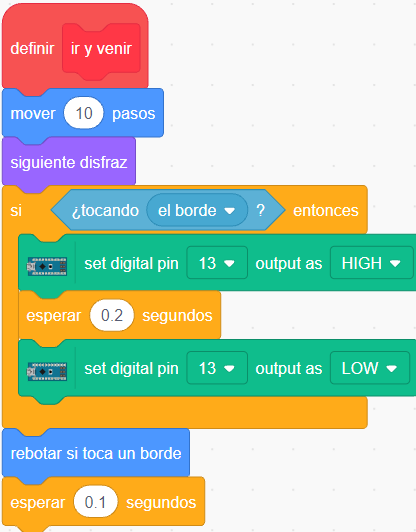 definir ir y venir
mover 10 pasos
siguiente disfraz
si ¿tocando el borde ? entonces
set digital pin 13 output as HIGH
esperar 0.2 segundos
set digital pin 13 output as LOW
rebotar si toca un borde
esperar 0.1 segundos